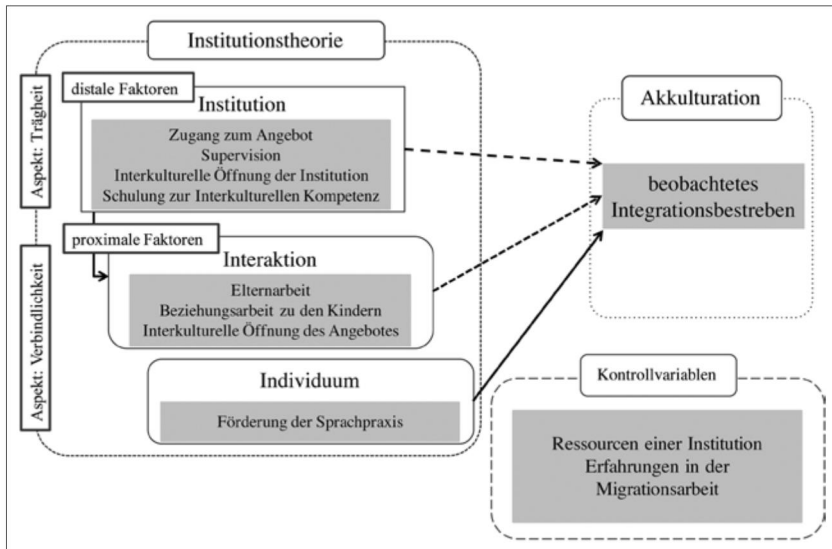 Institutionstheorie
Aspekt: Trägheit
distale Faktoren
Institution
Zugang zum Angebot
Supervision
Interkulturelle Öffnung der Institution
Schulung zur Interkulturellen Kompetenz
Aspekt: Verbindlichkeit
proximale Faktoren
Interaktion
Elternarbeit
Beziehungsarbeit zu den Kindern
Interkulturelle Öffnung des Angebotes
Individuum
Förderung der Sprachpraxis
Akkulturation
beobachtetes
Integrationsbestreben
Kontrollvariablen
Ressourcen einer Institution
Erfahrungen in der
Migrationsarbeit